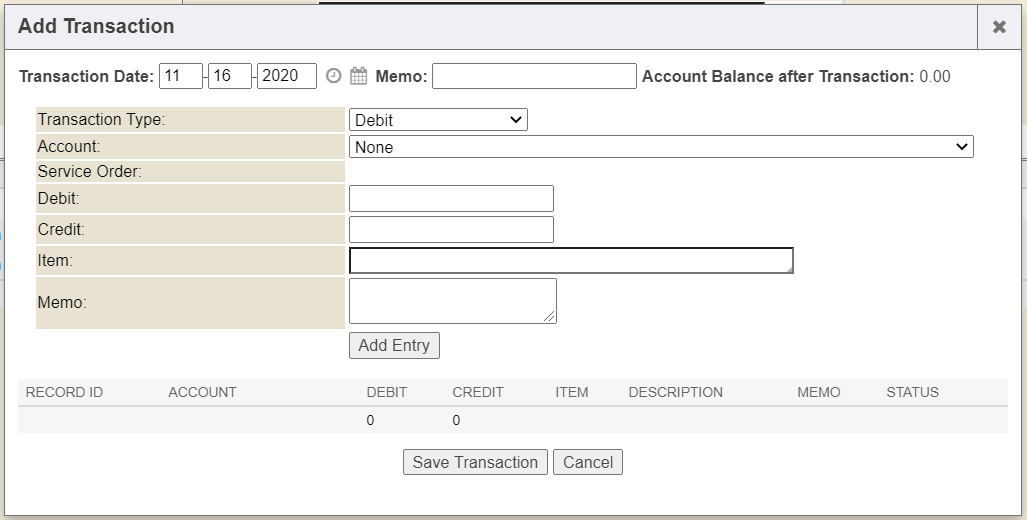 Add Transaction
Transaction Date: 11-16-2020 Memo: Account Balance after Transaction: 0.00
Transaction Type: Debit
Account: None
Service Order:
Debit:
Credit:
Item:
Memo:
Add Entry
RECORD ID ACCOUNT DEBIT CREDIT ITEM DESCRIPTION MEMO STATUS
0 0
Save Transaction Cancel